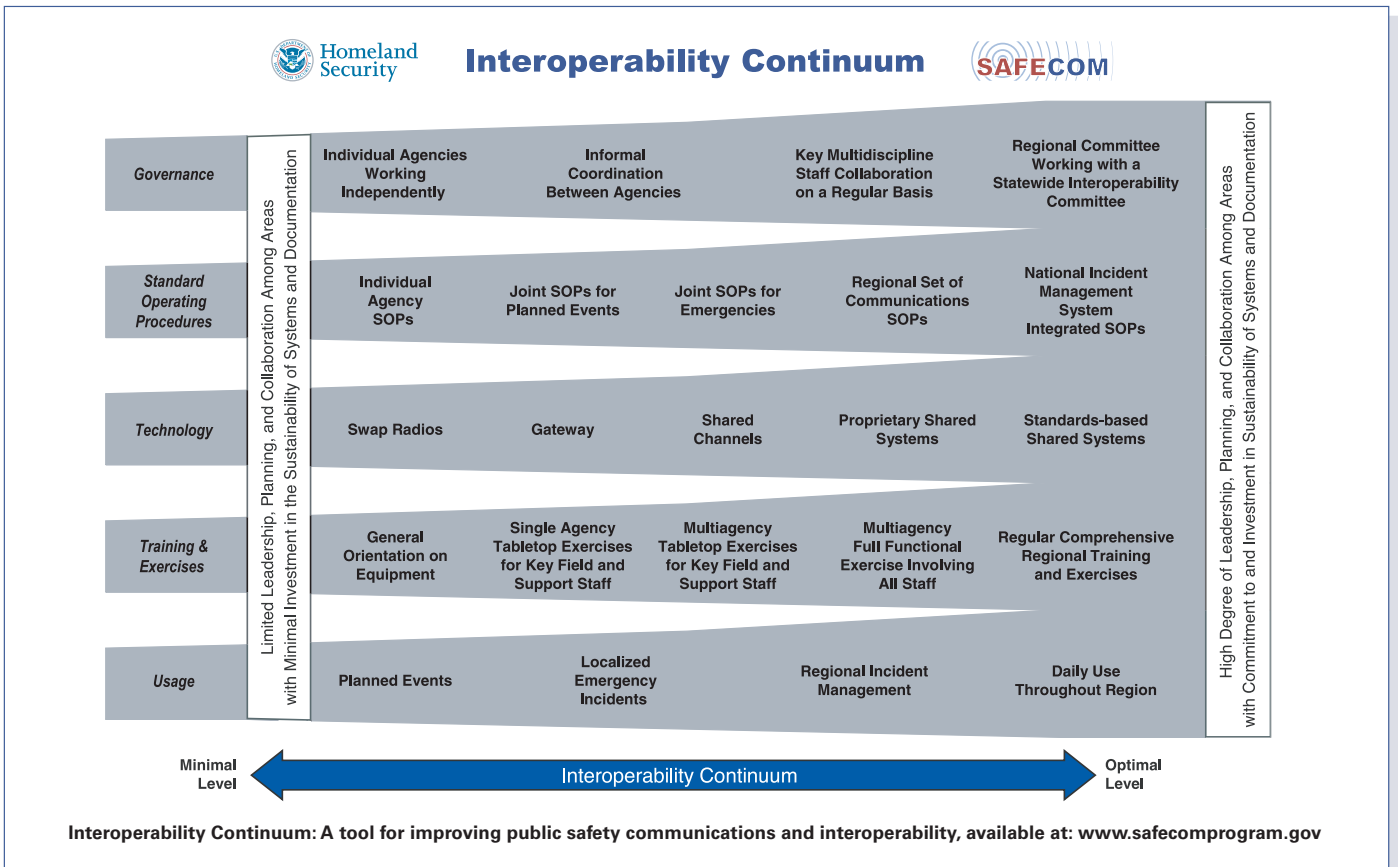 Homeland
Security
Interoperability Continuum
SAFECOM
Limited Leadership, Planning, and Collaboration Among Areas
with Minimal Investment in the Sustainability of Systems and Documentation
High Degree of Leadership, Planning, and Collaboration Among Areas
with Commitment to and Investment in Sustainability of Systems and Documentation
Governance
Individual Agencies
Working
Independently
Informal
Coordination
Between Agencies
Key Multidiscipline
Staff Collaboration
on a Regular Basis
Regional Committee
Working with a
Statewide Interoperability
Committee
Standard
Operating
Procedures
Individual
Agency
SOPs
Joint SOPs for
Planned Events
Joint SOPs for
Emergencies
Regional Set of
Communications
SOPs
National Incident
Management
System
Integrated SOPs
Technology
Swap Radios
Gateway
Shared
Channels
Proprietary Shared
Systems
Standards-based
Shared Systems
Training &
Exercises
General
Orientation on
Equipment
Single Agency
Tabletop Exercises
for Key Field and
Support Staff
Multiagency
Tabletop Exercises
for Key Field and
Support Staff
Multiagency
Full Functional
Exercise Involving
All Staff
Regular Comprehensive
Regional Training
and Exercises
Usage
Planned Events
Localized
Emergency
Incidents
Regional Incident
Management
Daily Use
Throughout Region
Minimal
Level
Interoperability Continuum
Optimal
Level
Interoperability Continuum: A tool for improving public safety communications and interoperability, available at: www.safecomprogram.gov